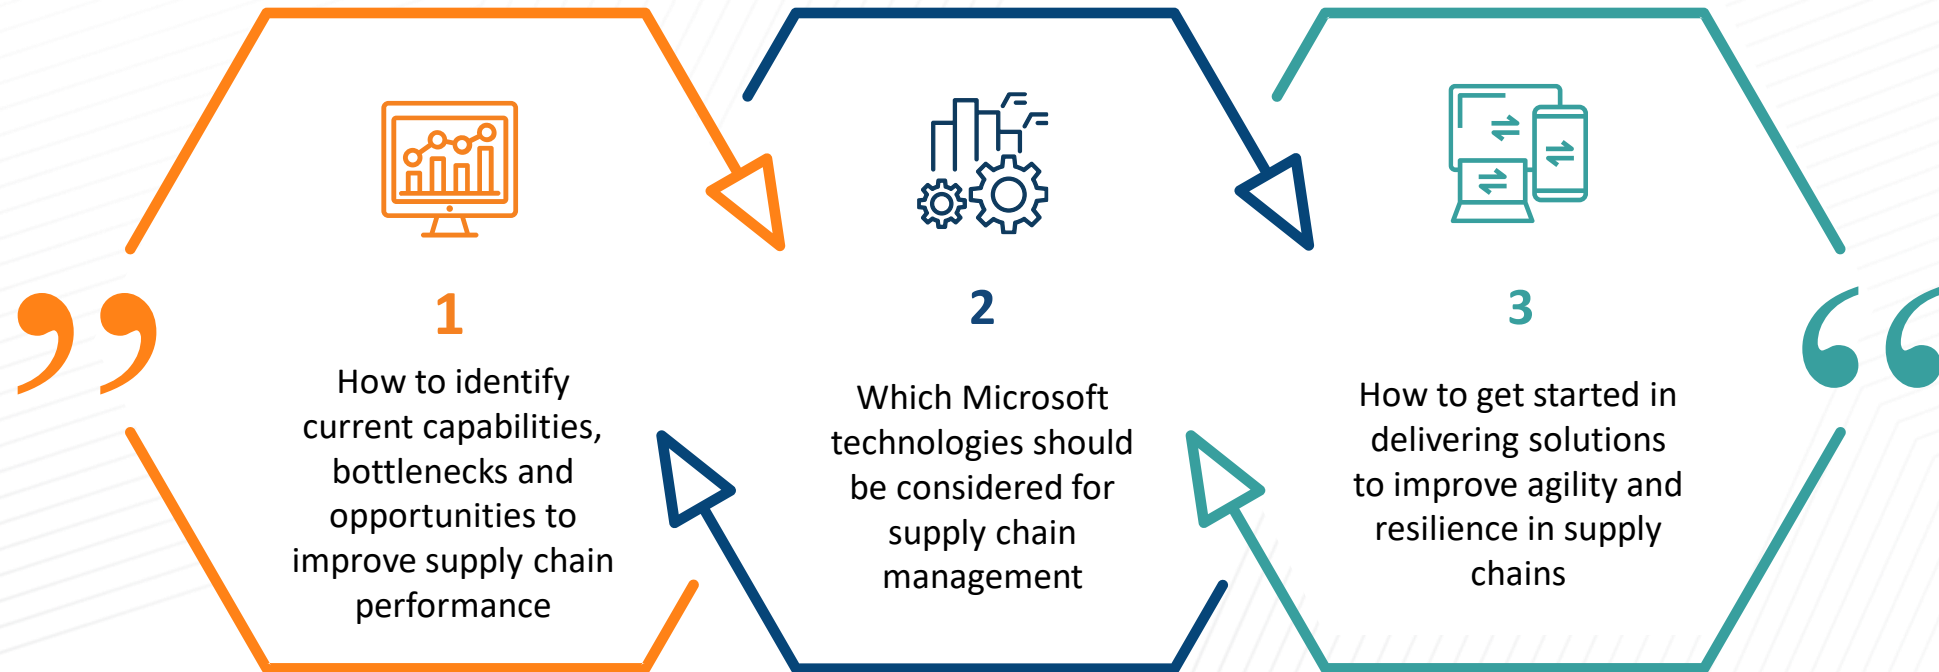 1
How to identify
current capabilities,
bottlenecks and
opportunities to
improve supply chain
performance
2
Which Microsoft
technologies should
be considered for
supply chain
management
3
How to get started in
delivering solutions
to improve agility and
resilience in supply
chains